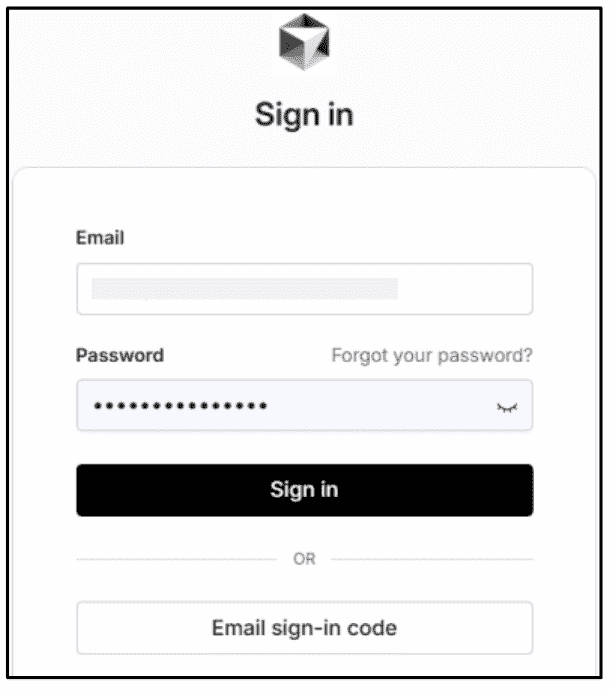 Sign in
Email
Password Forgot your password?
•••••••••••••••
Sign in
OR
Email sign-in code